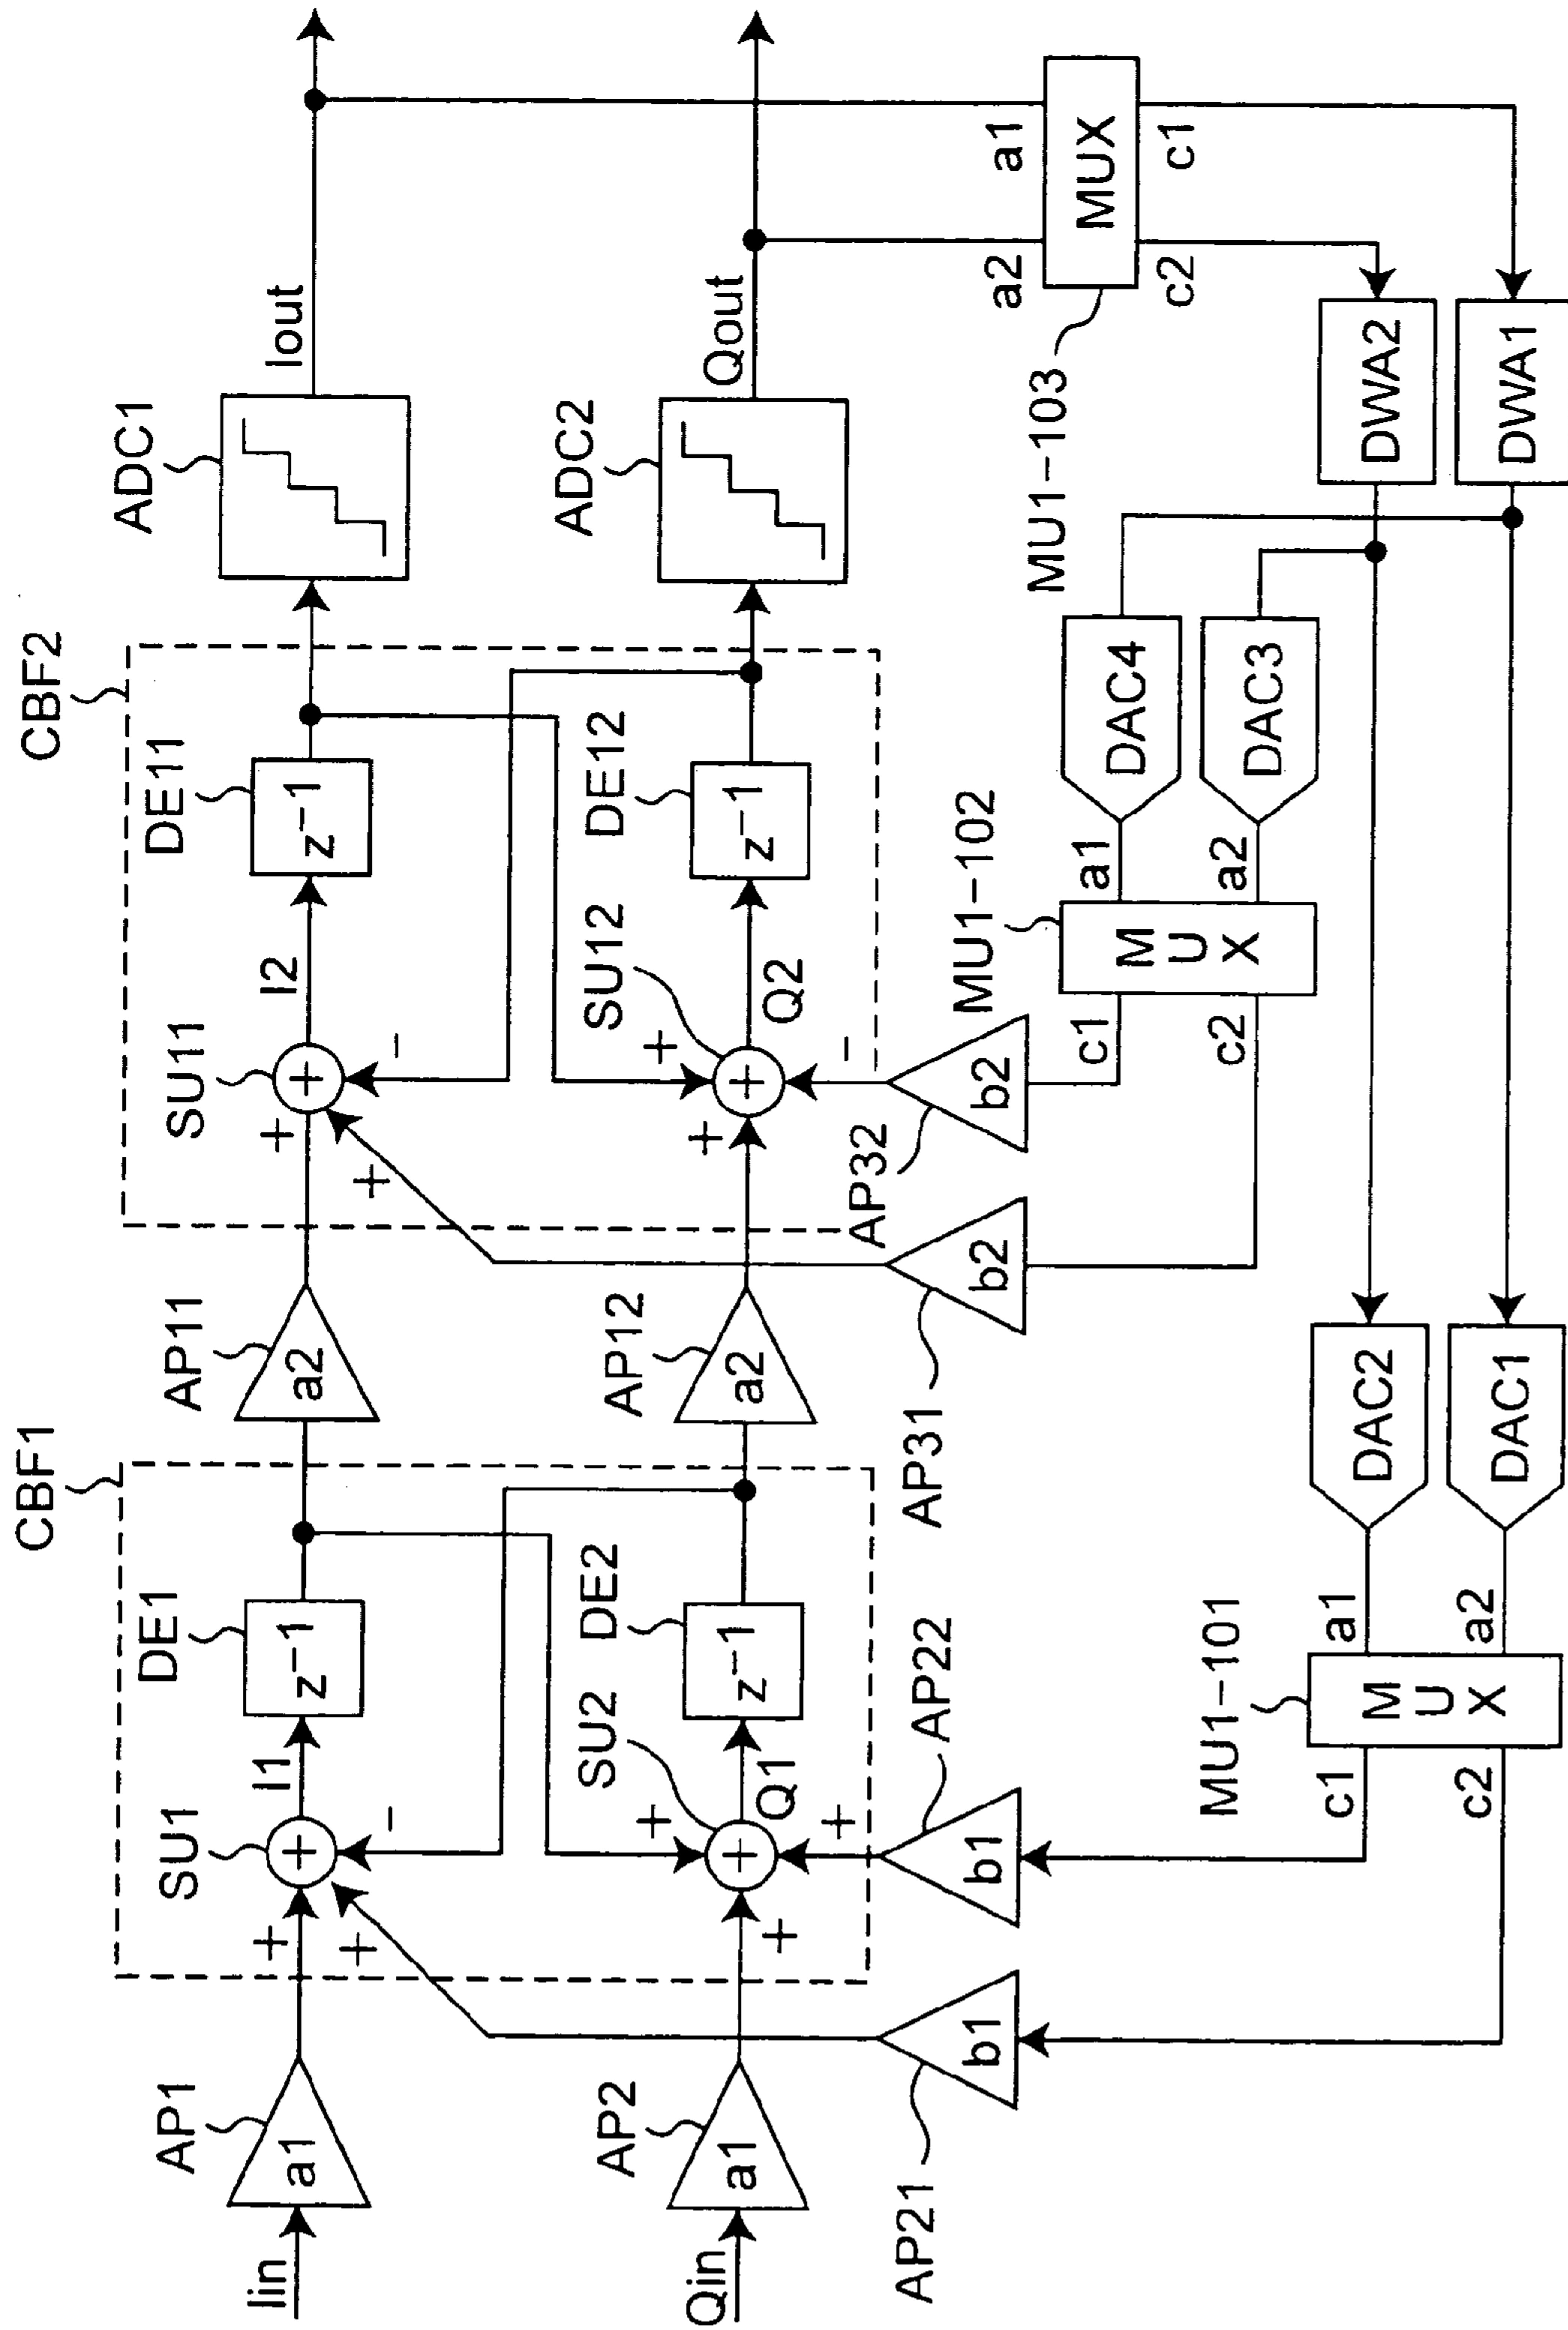 CBF1
CBF2
Iin
AP1
a1
SU1
+
+
+
-
I1
DE1
z⁻¹
AP11
a2
SU11
+
+
+
-
I2
DE11
z⁻¹
ADC1
Iout
Qin
AP2
a1
SU2
+
+
+
+
Q1
DE2
z⁻¹
AP12
a2
SU12
+
+
+
-
Q2
DE12
z⁻¹
ADC2
Qout
AP21
b1
AP22
b1
AP31
b2
AP32
b2
MU1-101
c1
c2
MUX
a1
a2
DAC2
DAC1
MU1-102
c1
c2
MUX
a1
a2
DAC4
DAC3
MU1-103
a2
a1
MUX
c2
c1
DWA2
DWA1